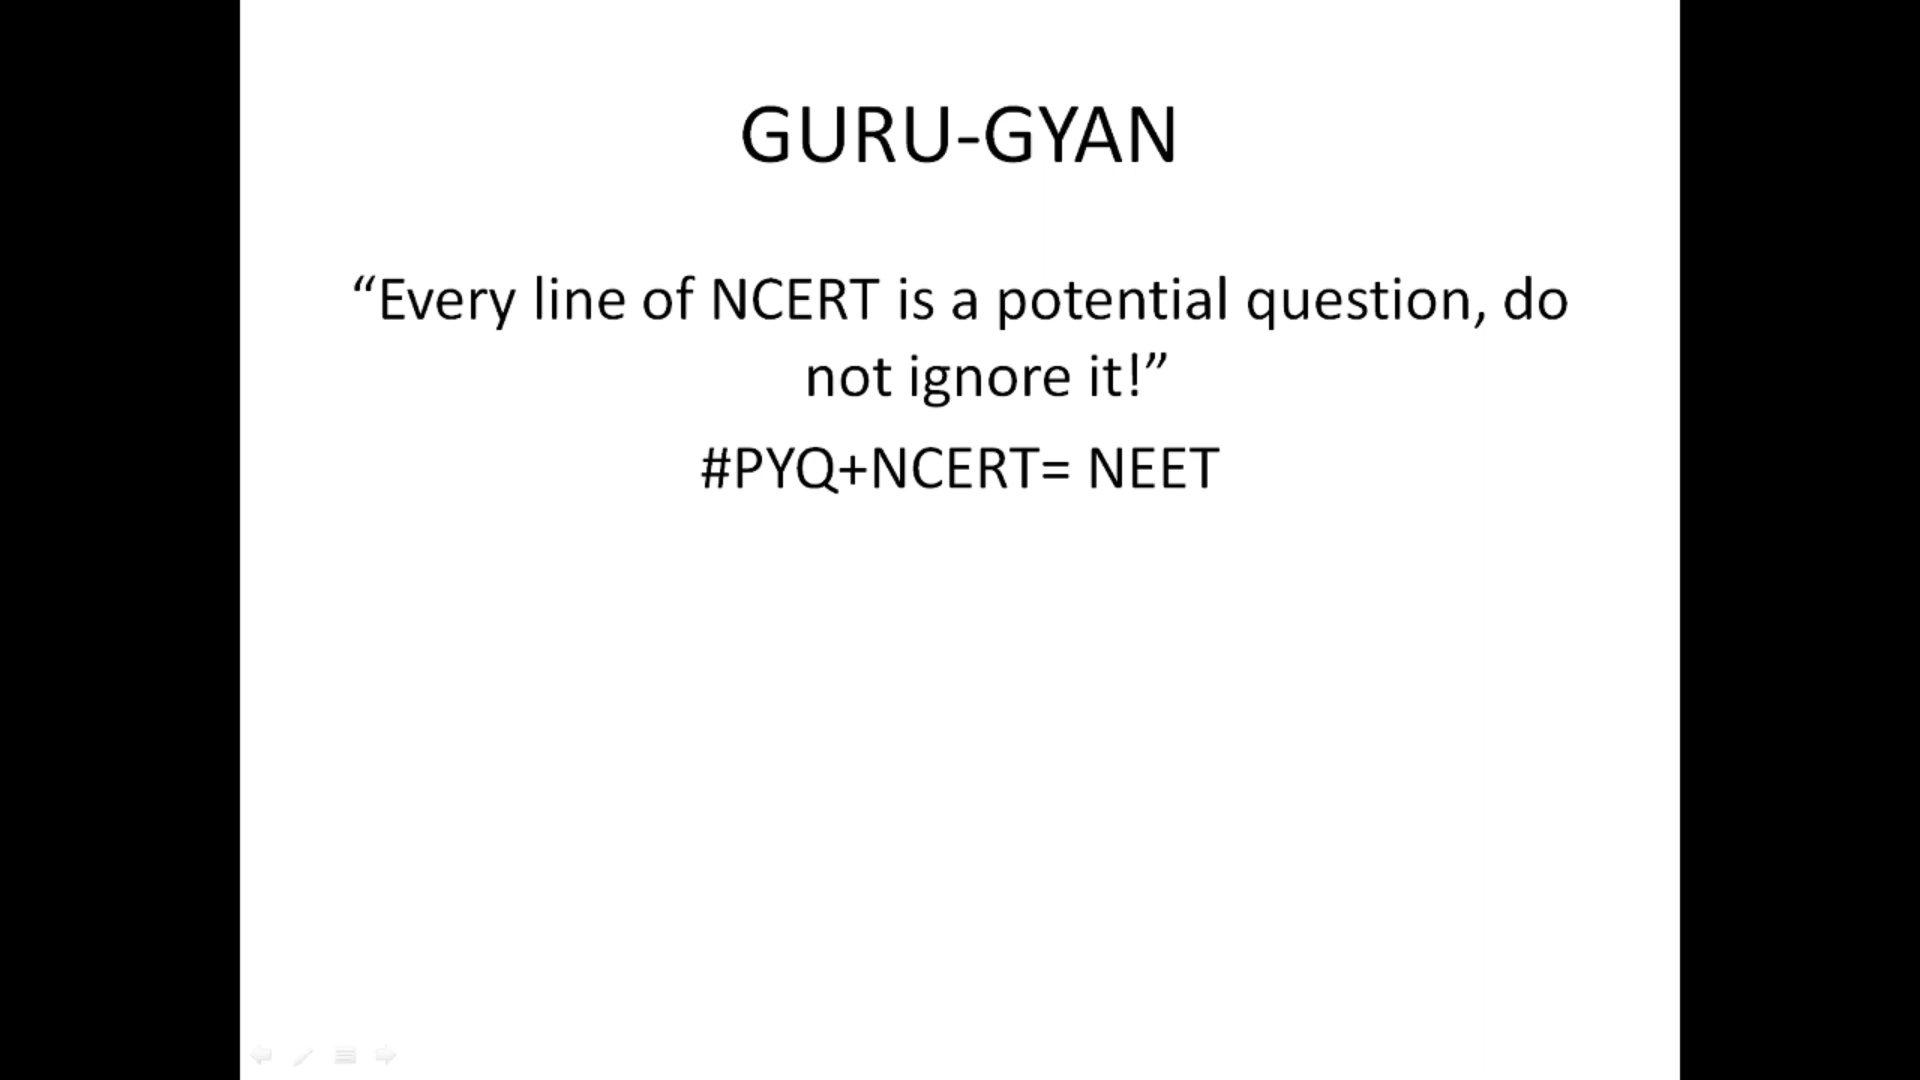 GURU-GYAN
“Every line of NCERT is a potential question, do
not ignore it!”
#PYQ+NCERT= NEET